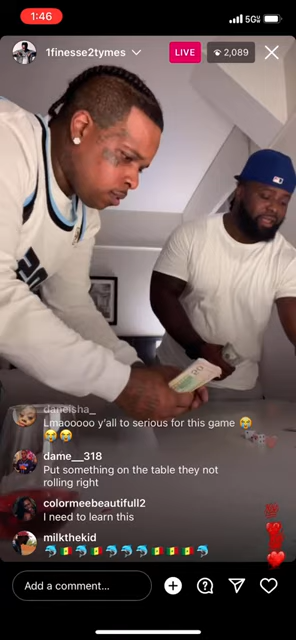 1:46
5G
1finesse2tymes
LIVE
2,089
daneisha_
Lmaooooo y'all to serious for this game 😭
😭😭
dame__318
Put something on the table they not
rolling right
colormeebeautifull2
I need to learn this
milkthekid
🐬🇸🇳🐬🇸🇳🐬🐬🐬🇸🇳🇸🇳🇸🇳🐬
Add a comment...